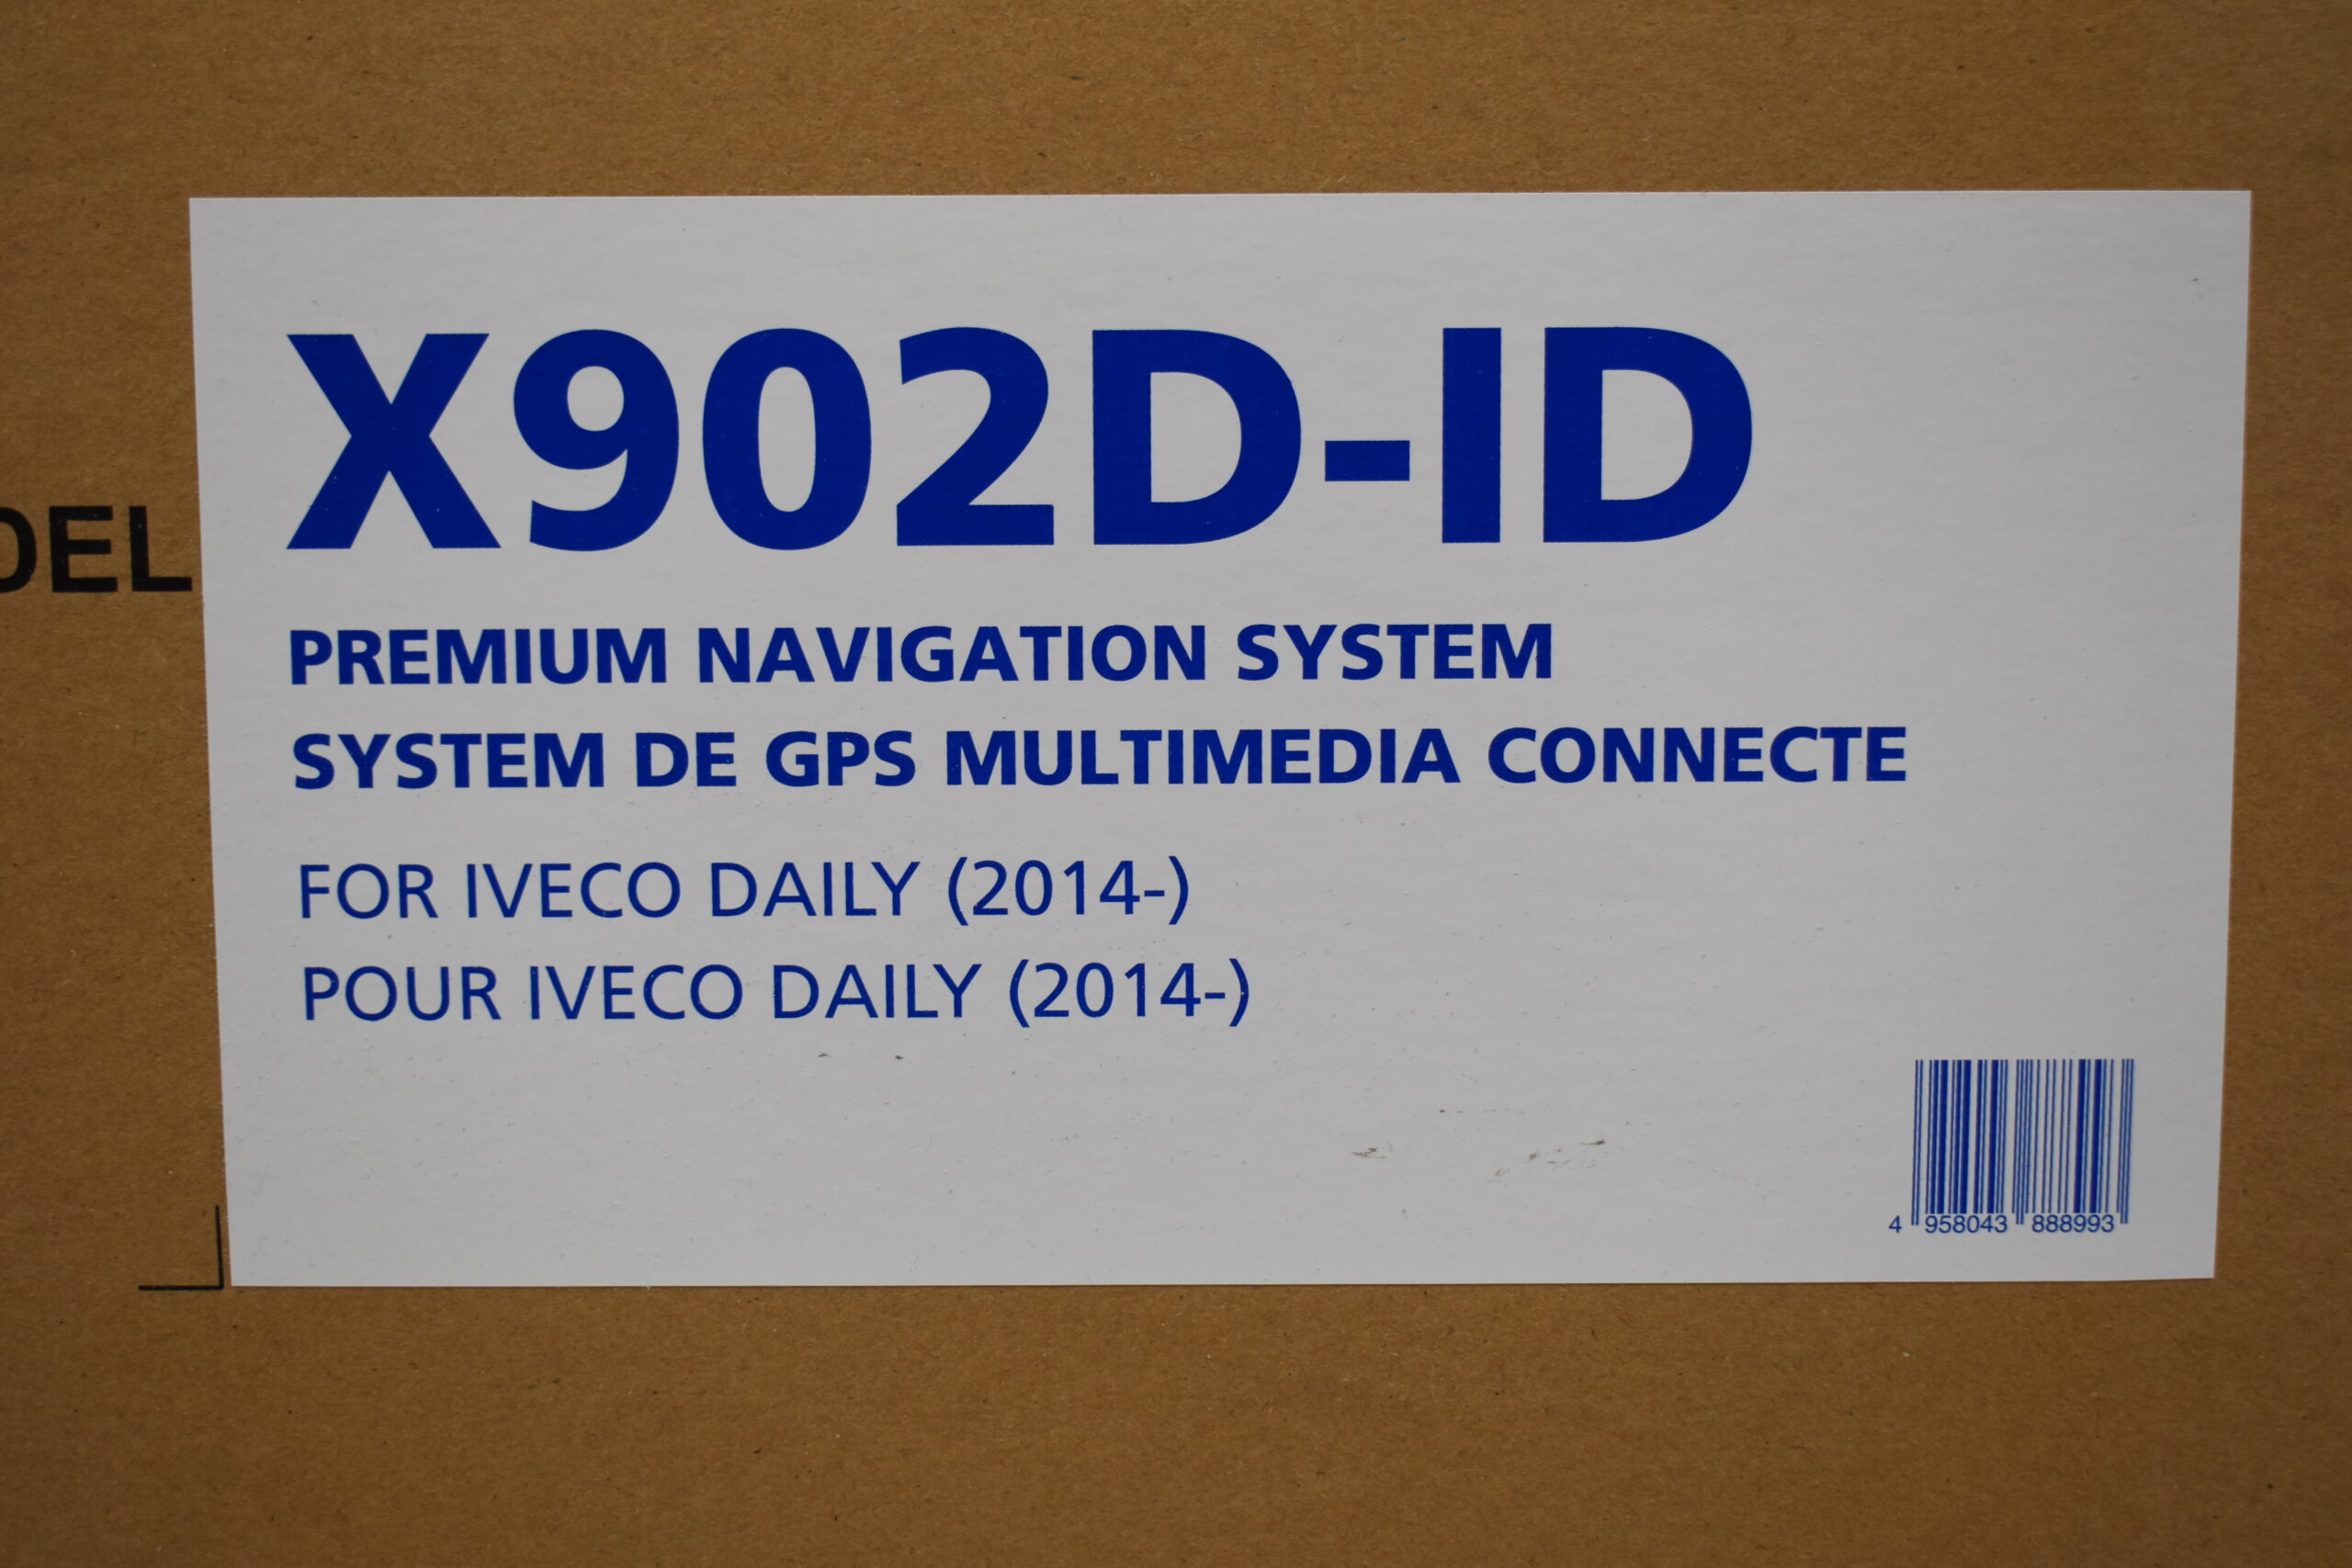 DEL
X902D-ID
PREMIUM NAVIGATION SYSTEM
SYSTEM DE GPS MULTIMEDIA CONNECTE
FOR IVECO DAILY (2014-)
POUR IVECO DAILY (2014-)
4 958043 888993